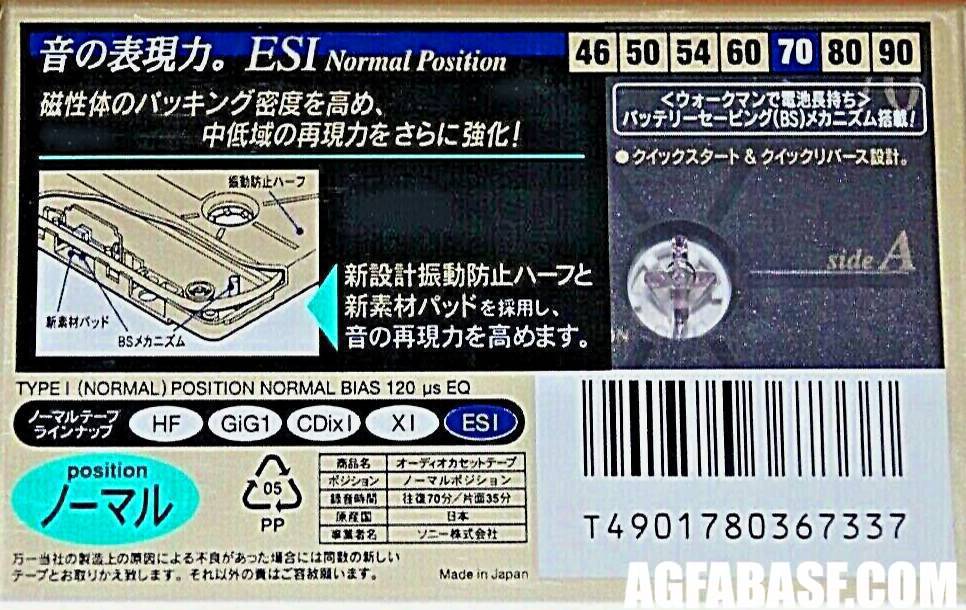 音の表現力。ESI Normal Position
46 50 54 60 70 80 90
磁性体のパッキング密度を高め、
中低域の再現力をさらに強化!
<ウォークマンで電池長持ち>
バッテリーセービング(BS)メカニズム搭載!
●クイックスタート & クイックリバース設計。
振動防止ハーフ
新素材パッド
BSメカニズム
新設計振動防止ハーフと
新素材パッドを採用し、
音の再現力を高めます。
side A
TYPE I (NORMAL) POSITION NORMAL BIAS 120 µs EQ
ノーマルテープ
ラインナップ
HF GiG1 CDixI XI ESI
position
ノーマル
05
PP
商品名 オーディオカセットテープ
ポジション ノーマルポジション
録音時間 往復70分/片面35分
原産国 日本
事業者名 ソニー株式会社
T4901780367337
万一当社の製造上の原因による不良があった場合には同数の新しい
テープとお取りかえ致します。それ以外の責はご容赦願います。
Made in Japan
AGFABASF.COM